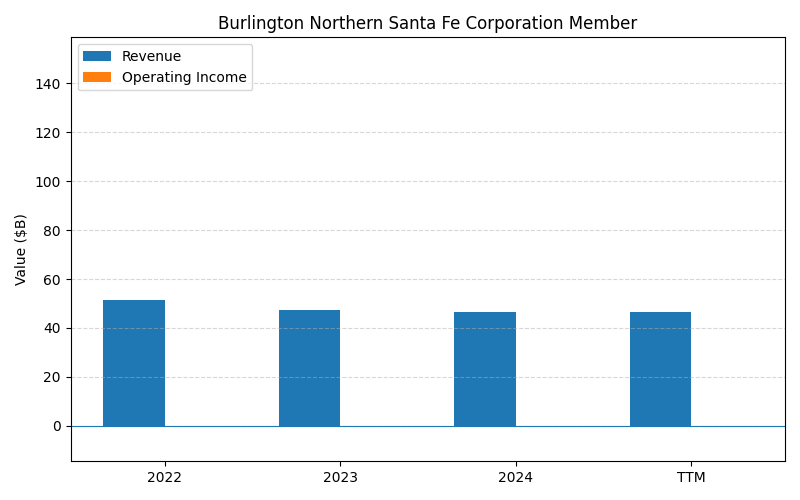 Burlington Northern Santa Fe Corporation Member
Revenue
Operating Income
Value ($B)
140
120
100
80
60
40
20
0
2022
2023
2024
TTM